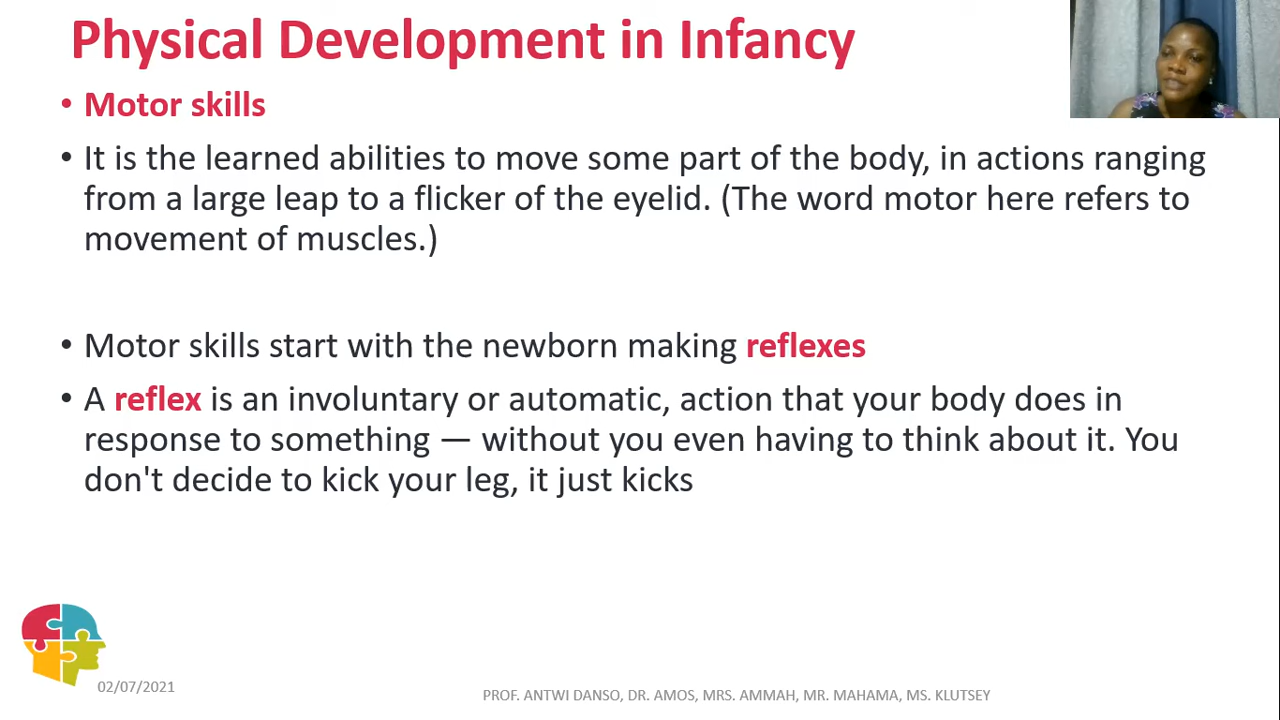 Physical Development in Infancy
• Motor skills
• It is the learned abilities to move some part of the body, in actions ranging
from a large leap to a flicker of the eyelid. (The word motor here refers to
movement of muscles.)
• Motor skills start with the newborn making reflexes
• A reflex is an involuntary or automatic, action that your body does in
response to something — without you even having to think about it. You
don't decide to kick your leg, it just kicks
02/07/2021
PROF. ANTWI DANSO, DR. AMOS, MRS. AMMAH, MR. MAHAMA, MS. KLUTSEY